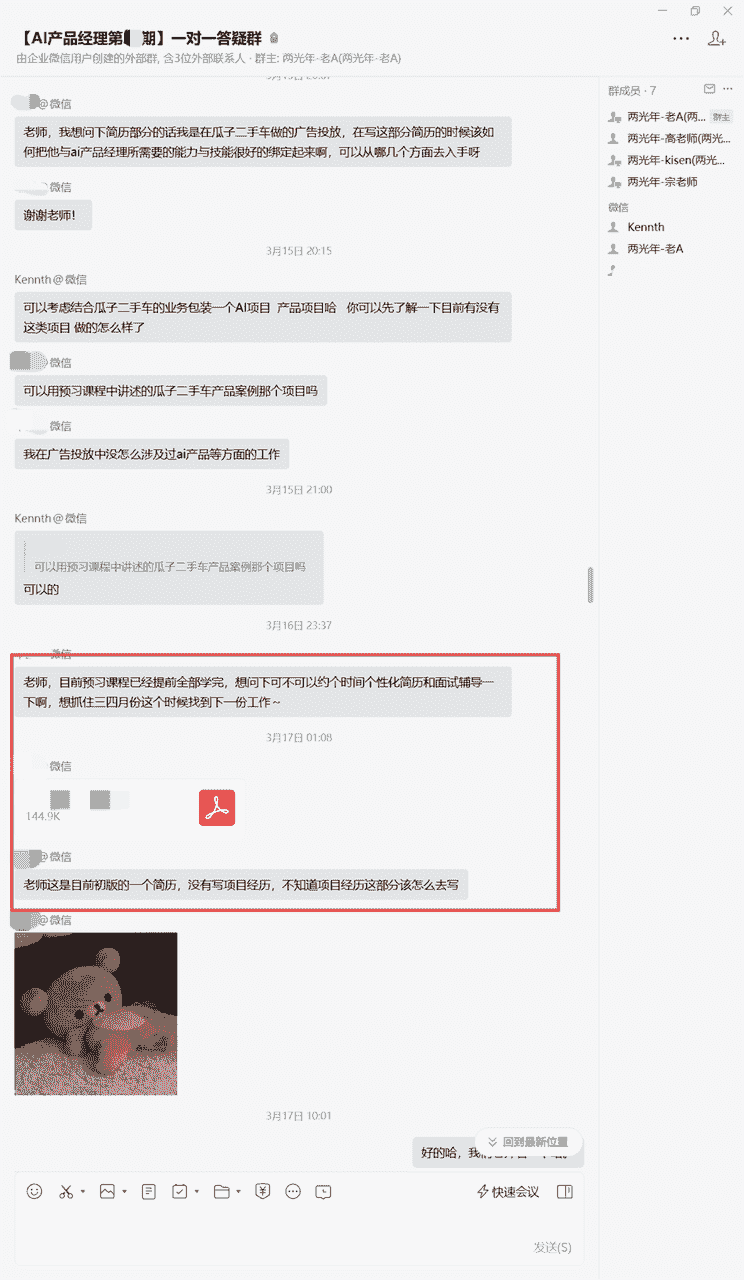 【AI产品经理第 期】一对一答疑群
由企业微信用户创建的外部群, 含3位外部联系人 · 群主: 两光年-老A(两光年-老A)
@微信
老师，我想问下简历部分的话我是在瓜子二手车做的广告投放，在写这部分简历的时候该如
何把他与ai产品经理所需要的能力与技能很好的绑定起来啊，可以从哪几个方面去入手呀
微信
谢谢老师！
3月15日 20:15
Kennth@微信
可以考虑结合瓜子二手车的业务包装一个AI项目 产品项目哈 你可以先了解一下目前有没有
这类项目 做的怎么样了
微信
可以用预习课程中讲述的瓜子二手车产品案例那个项目吗
微信
我在广告投放中没怎么涉及过ai产品等方面的工作
3月15日 21:00
Kennth@微信
可以用预习课程中讲述的瓜子二手车产品案例那个项目吗
可以的
3月16日 23:37
微信
老师，目前预习课程已经提前全部学完，想问下可不可以约个时间个性化简历和面试辅导一
下啊，想抓住三四月份这个时候找到下一份工作～
3月17日 01:08
微信
144.9K
@微信
老师这是目前初版的一个简历，没有写项目经历，不知道项目经历这部分该怎么去写
@微信
3月17日 10:01
好的哈，我
回到最新位置
快速会议
发送(S)
群成员 · 7
两光年-老A(两... 群主
两光年-高老师(两光...
两光年-kisen(两光...
两光年-宗老师
微信
Kennth
两光年-老A